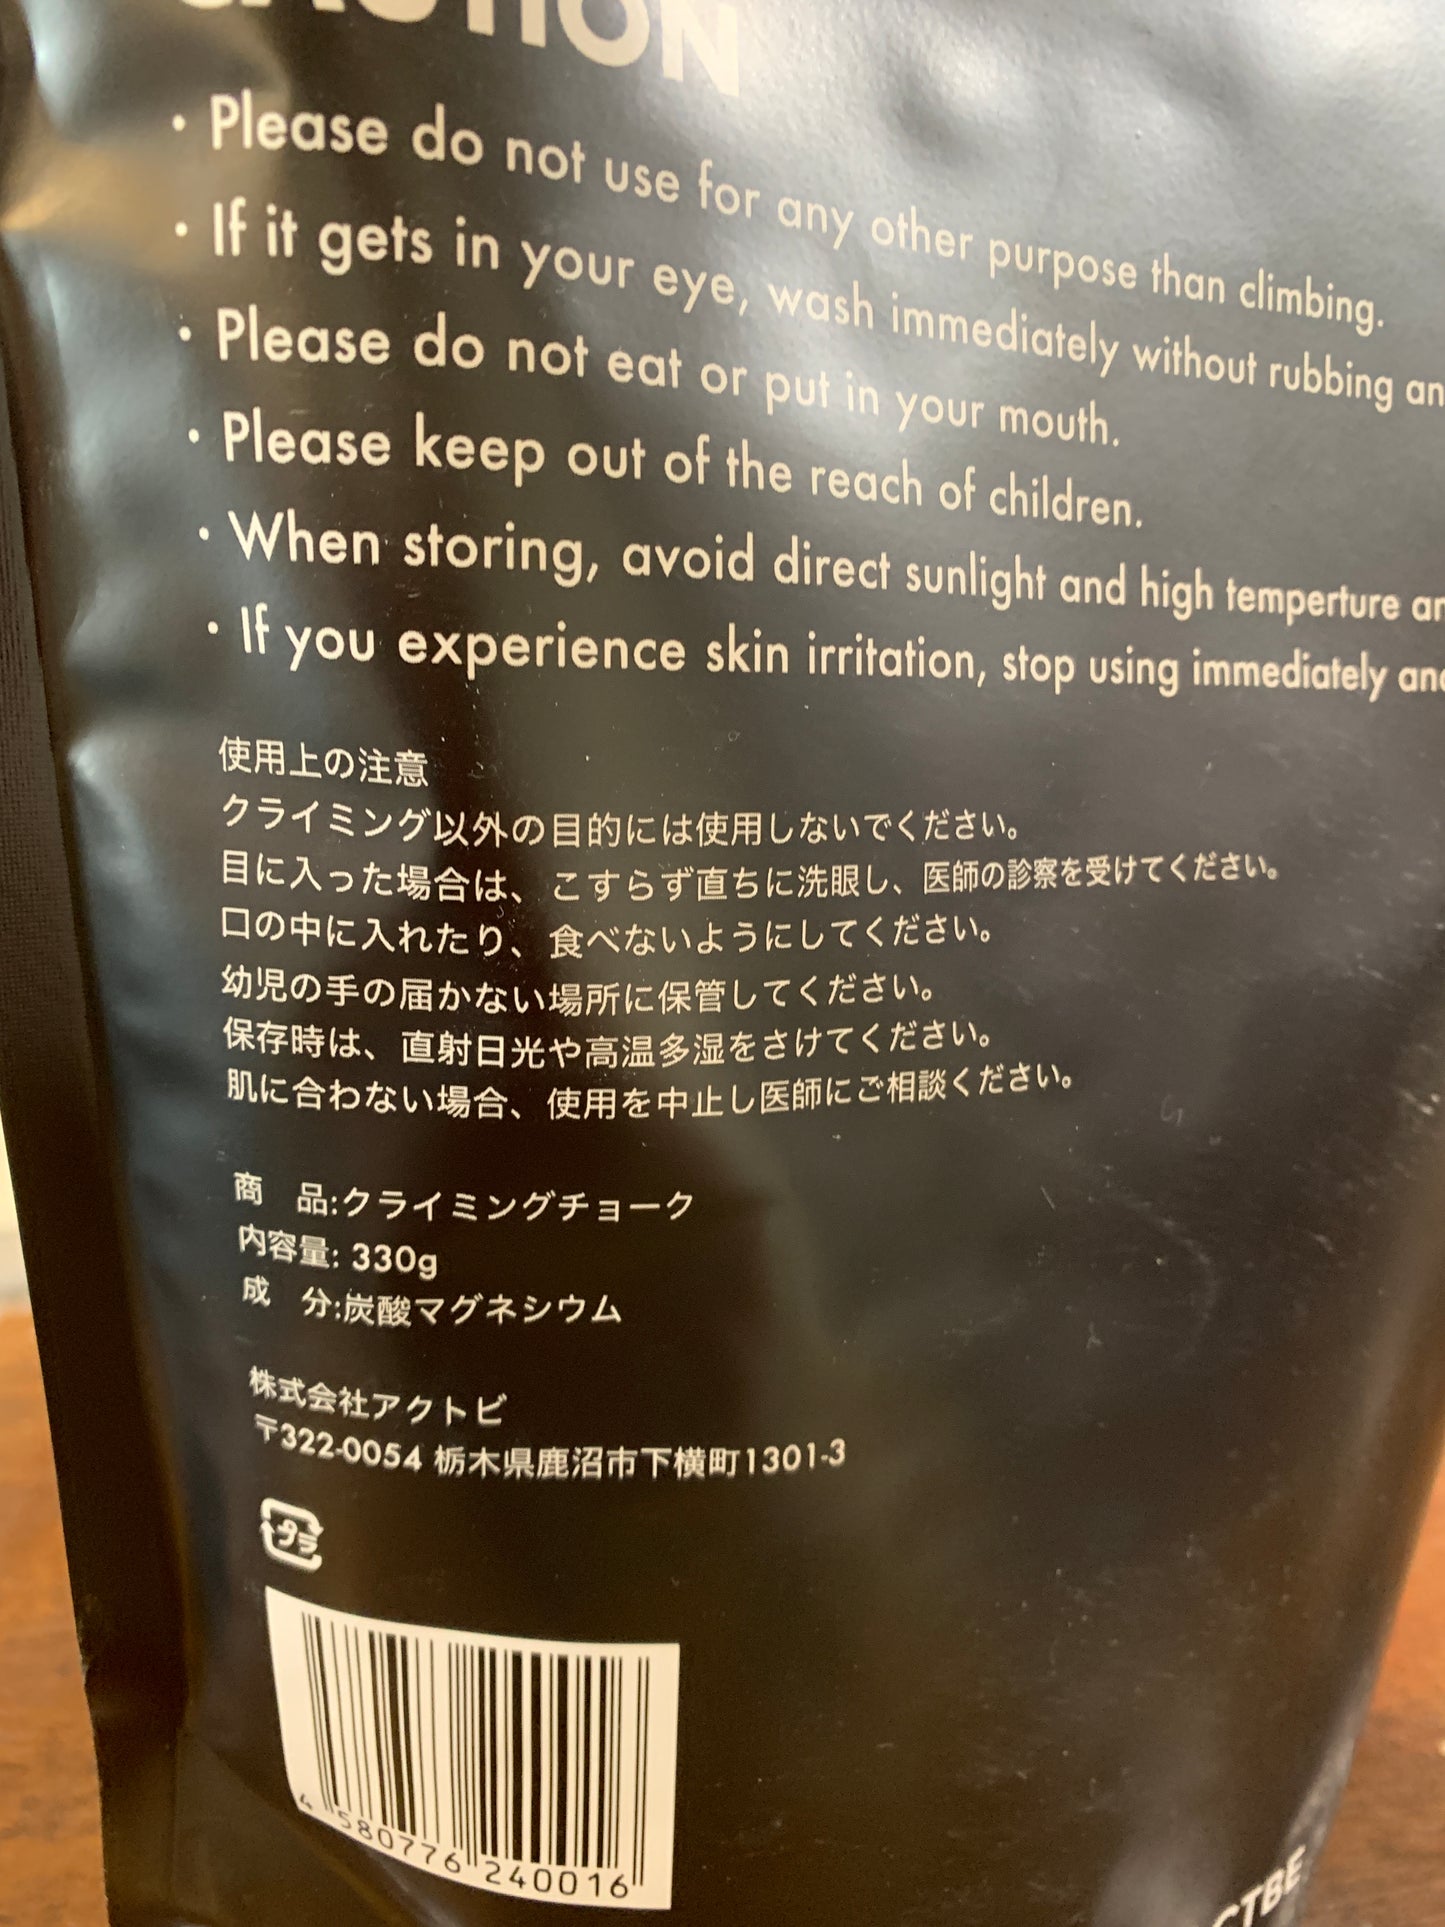 CAUTION
・Please do not use for any other purpose than climbing.
・If it gets in your eye, wash immediately without rubbing an
・Please do not eat or put in your mouth.
・Please keep out of the reach of children.
・When storing, avoid direct sunlight and high temperture ar
・If you experience skin irritation, stop using immediately and
使用上の注意
クライミング以外の目的には使用しないでください。
目に入った場合は、こすらず直ちに洗眼し、医師の診察を受けてください。
口の中に入れたり、食べないようにしてください。
幼児の手の届かない場所に保管してください。
保存時は、直射日光や高温多湿をさけてください。
肌に合わない場合、使用を中止し医師にご相談ください。
商　品:クライミングチョーク
内容量: 330g
成　分:炭酸マグネシウム
株式会社アクトビ
〒322-0054 栃木県鹿沼市下横町1301-3
プラ
4 580776 240016
CTBE